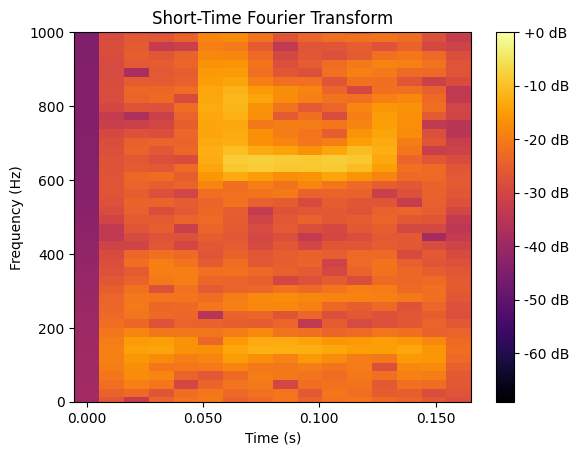 Short-Time Fourier Transform
1000
800
600
400
200
0
Frequency (Hz)
0.000
0.050
0.100
0.150
Time (s)
+0 dB
-10 dB
-20 dB
-30 dB
-40 dB
-50 dB
-60 dB